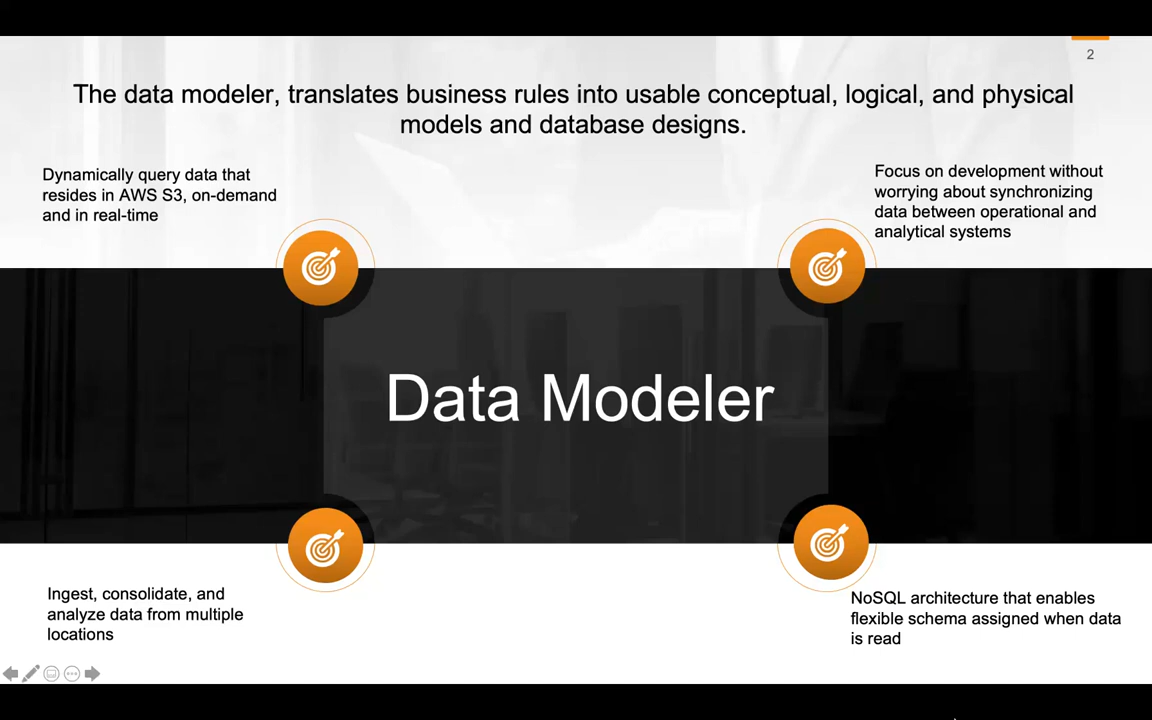 2
The data modeler, translates business rules into usable conceptual, logical, and physical
models and database designs.
Dynamically query data that
resides in AWS S3, on-demand
and in real-time
Focus on development without
worrying about synchronizing
data between operational and
analytical systems
Data Modeler
Ingest, consolidate, and
analyze data from multiple
locations
NoSQL architecture that enables
flexible schema assigned when data
is read